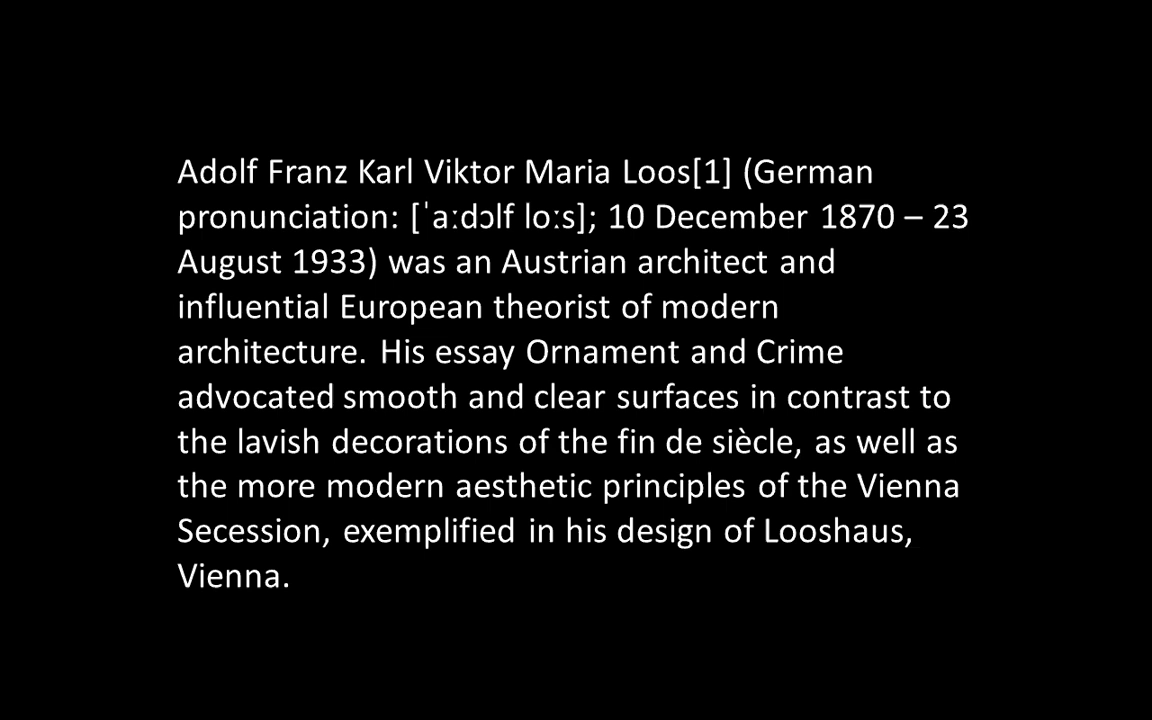 Adolf Franz Karl Viktor Maria Loos[1] (German
pronunciation: [ˈaːdɔlf loːs]; 10 December 1870 – 23
August 1933) was an Austrian architect and
influential European theorist of modern
architecture. His essay Ornament and Crime
advocated smooth and clear surfaces in contrast to
the lavish decorations of the fin de siècle, as well as
the more modern aesthetic principles of the Vienna
Secession, exemplified in his design of Looshaus,
Vienna.